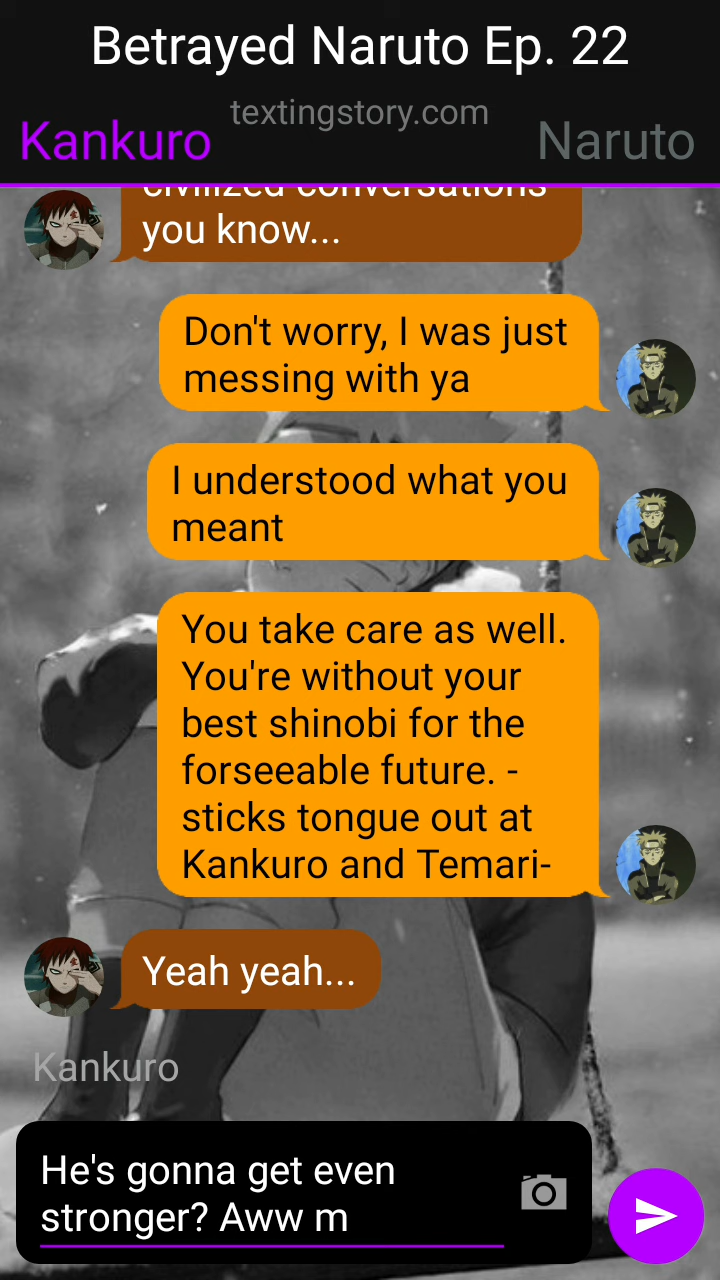 Betrayed Naruto Ep. 22
textingstory.com
Kankuro
Naruto
civilized conversations
you know...
Don't worry, I was just
messing with ya
I understood what you
meant
You take care as well.
You're without your
best shinobi for the
forseeable future. -
sticks tongue out at
Kankuro and Temari-
Yeah yeah...
Kankuro
He's gonna get even
stronger? Aww m